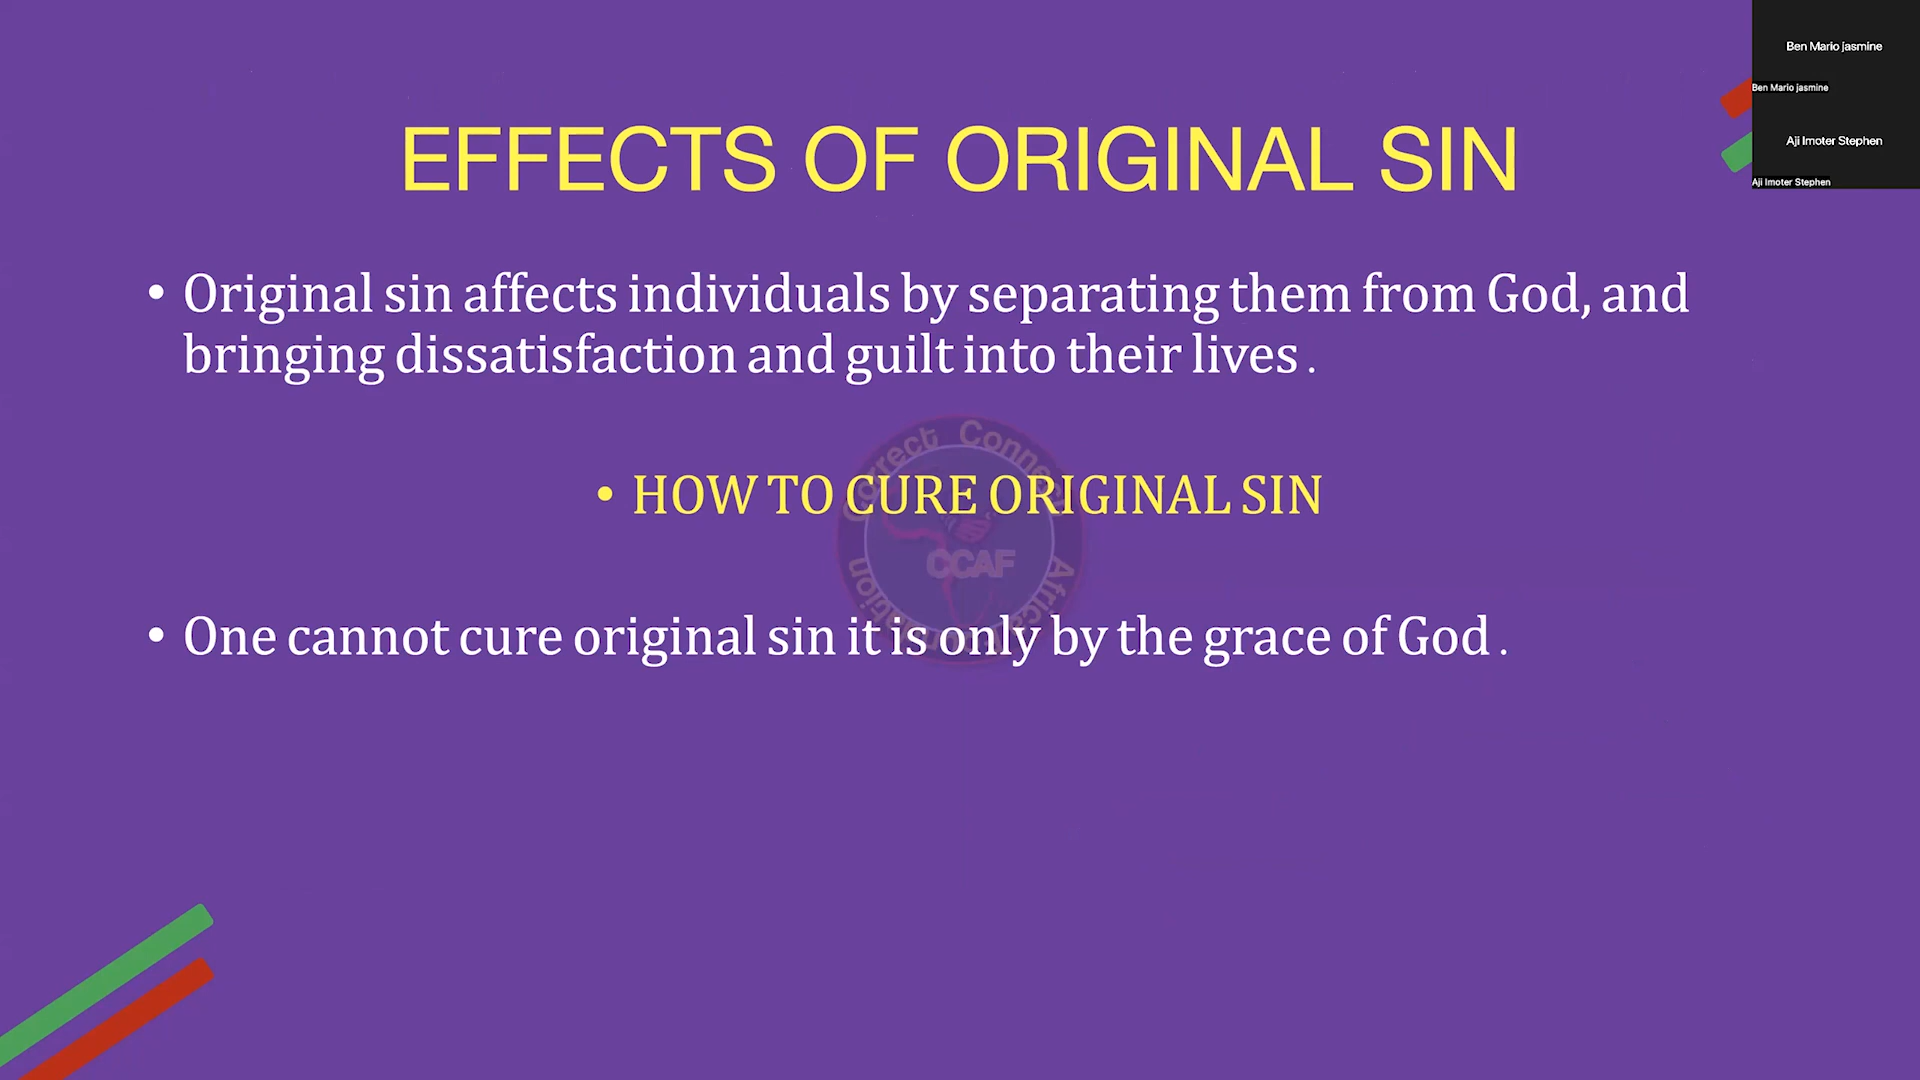 EFFECTS OF ORIGINAL SIN
• Original sin affects individuals by separating them from God, and
bringing dissatisfaction and guilt into their lives .
• HOW TO CURE ORIGINAL SIN
• One cannot cure original sin it is only by the grace of God .
Correct Connect
CCAF
Ben Mario jasmine
Ben Mario jasmine
Aji Imoter Stephen
Aji Imoter Stephen